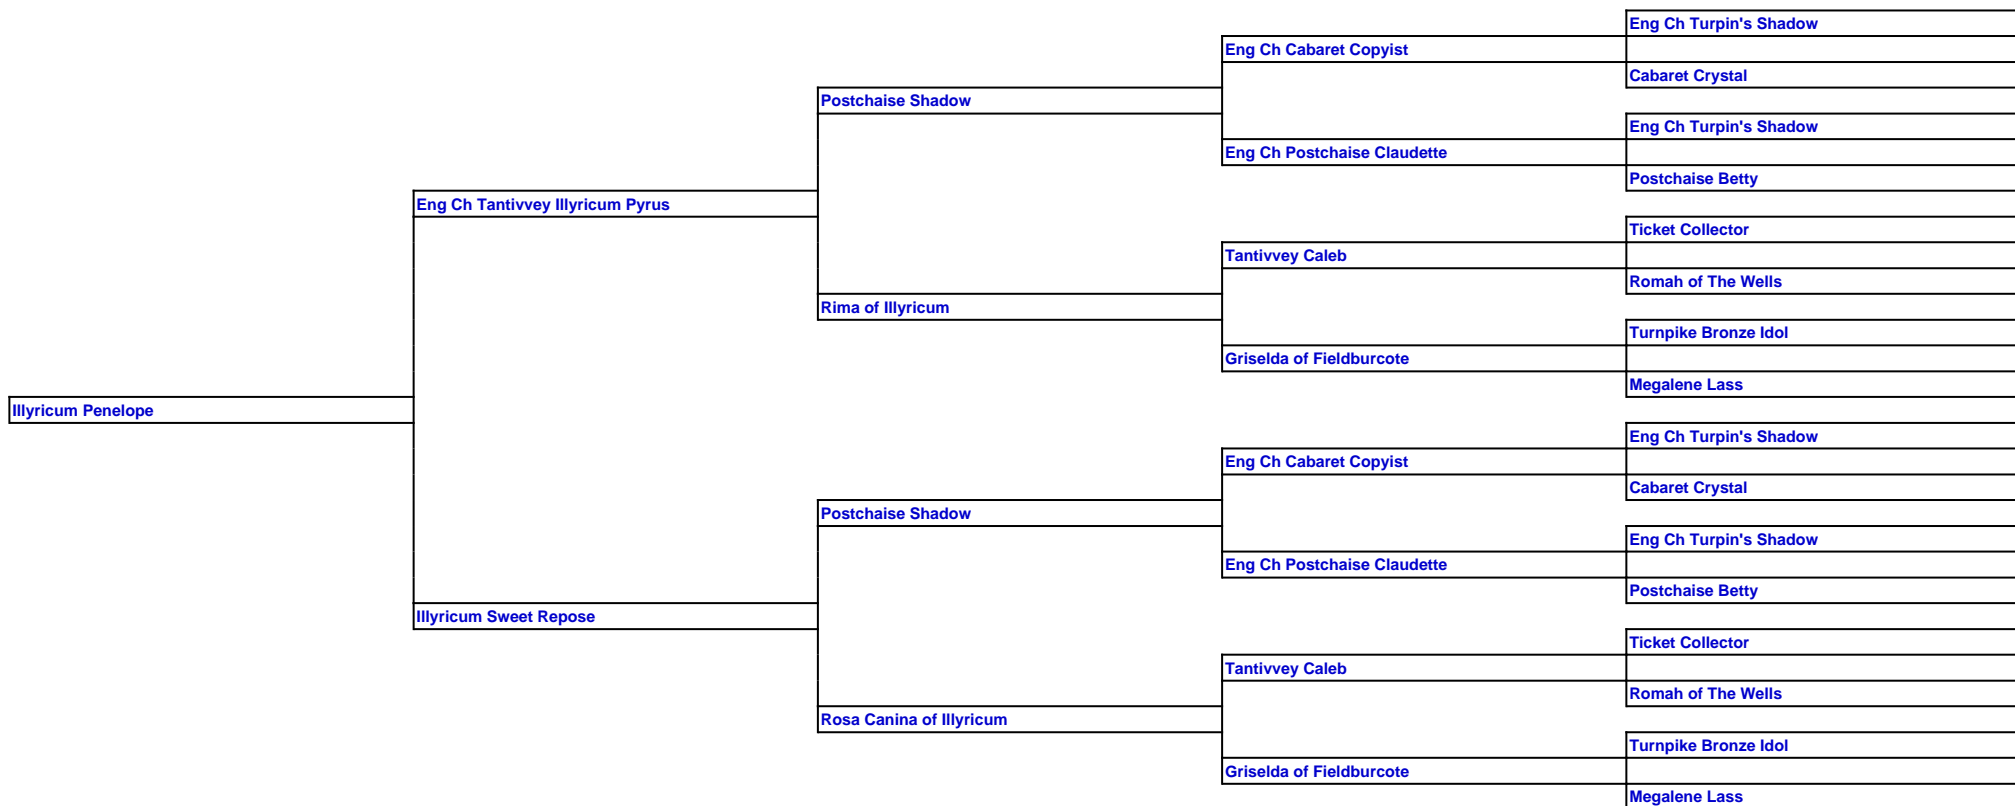 Eng Ch Turpin's Shadow
Eng Ch Cabaret Copyist
Cabaret Crystal
Postchaise Shadow
Eng Ch Turpin's Shadow
Eng Ch Postchaise Claudette
Postchaise Betty
Eng Ch Tantivvey Illyricum Pyrus
Ticket Collector
Tantivvey Caleb
Romah of The Wells
Rima of Illyricum
Turnpike Bronze Idol
Griselda of Fieldburcote
Megalene Lass
Illyricum Penelope
Eng Ch Turpin's Shadow
Eng Ch Cabaret Copyist
Cabaret Crystal
Postchaise Shadow
Eng Ch Turpin's Shadow
Eng Ch Postchaise Claudette
Postchaise Betty
Illyricum Sweet Repose
Ticket Collector
Tantivvey Caleb
Romah of The Wells
Rosa Canina of Illyricum
Turnpike Bronze Idol
Griselda of Fieldburcote
Megalene Lass